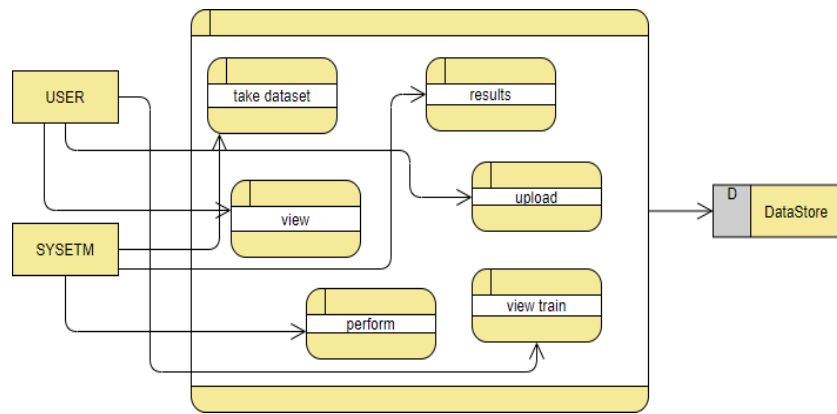 USER
take dataset
results
D
DataStore
upload
view
SYSETM
view train
perform